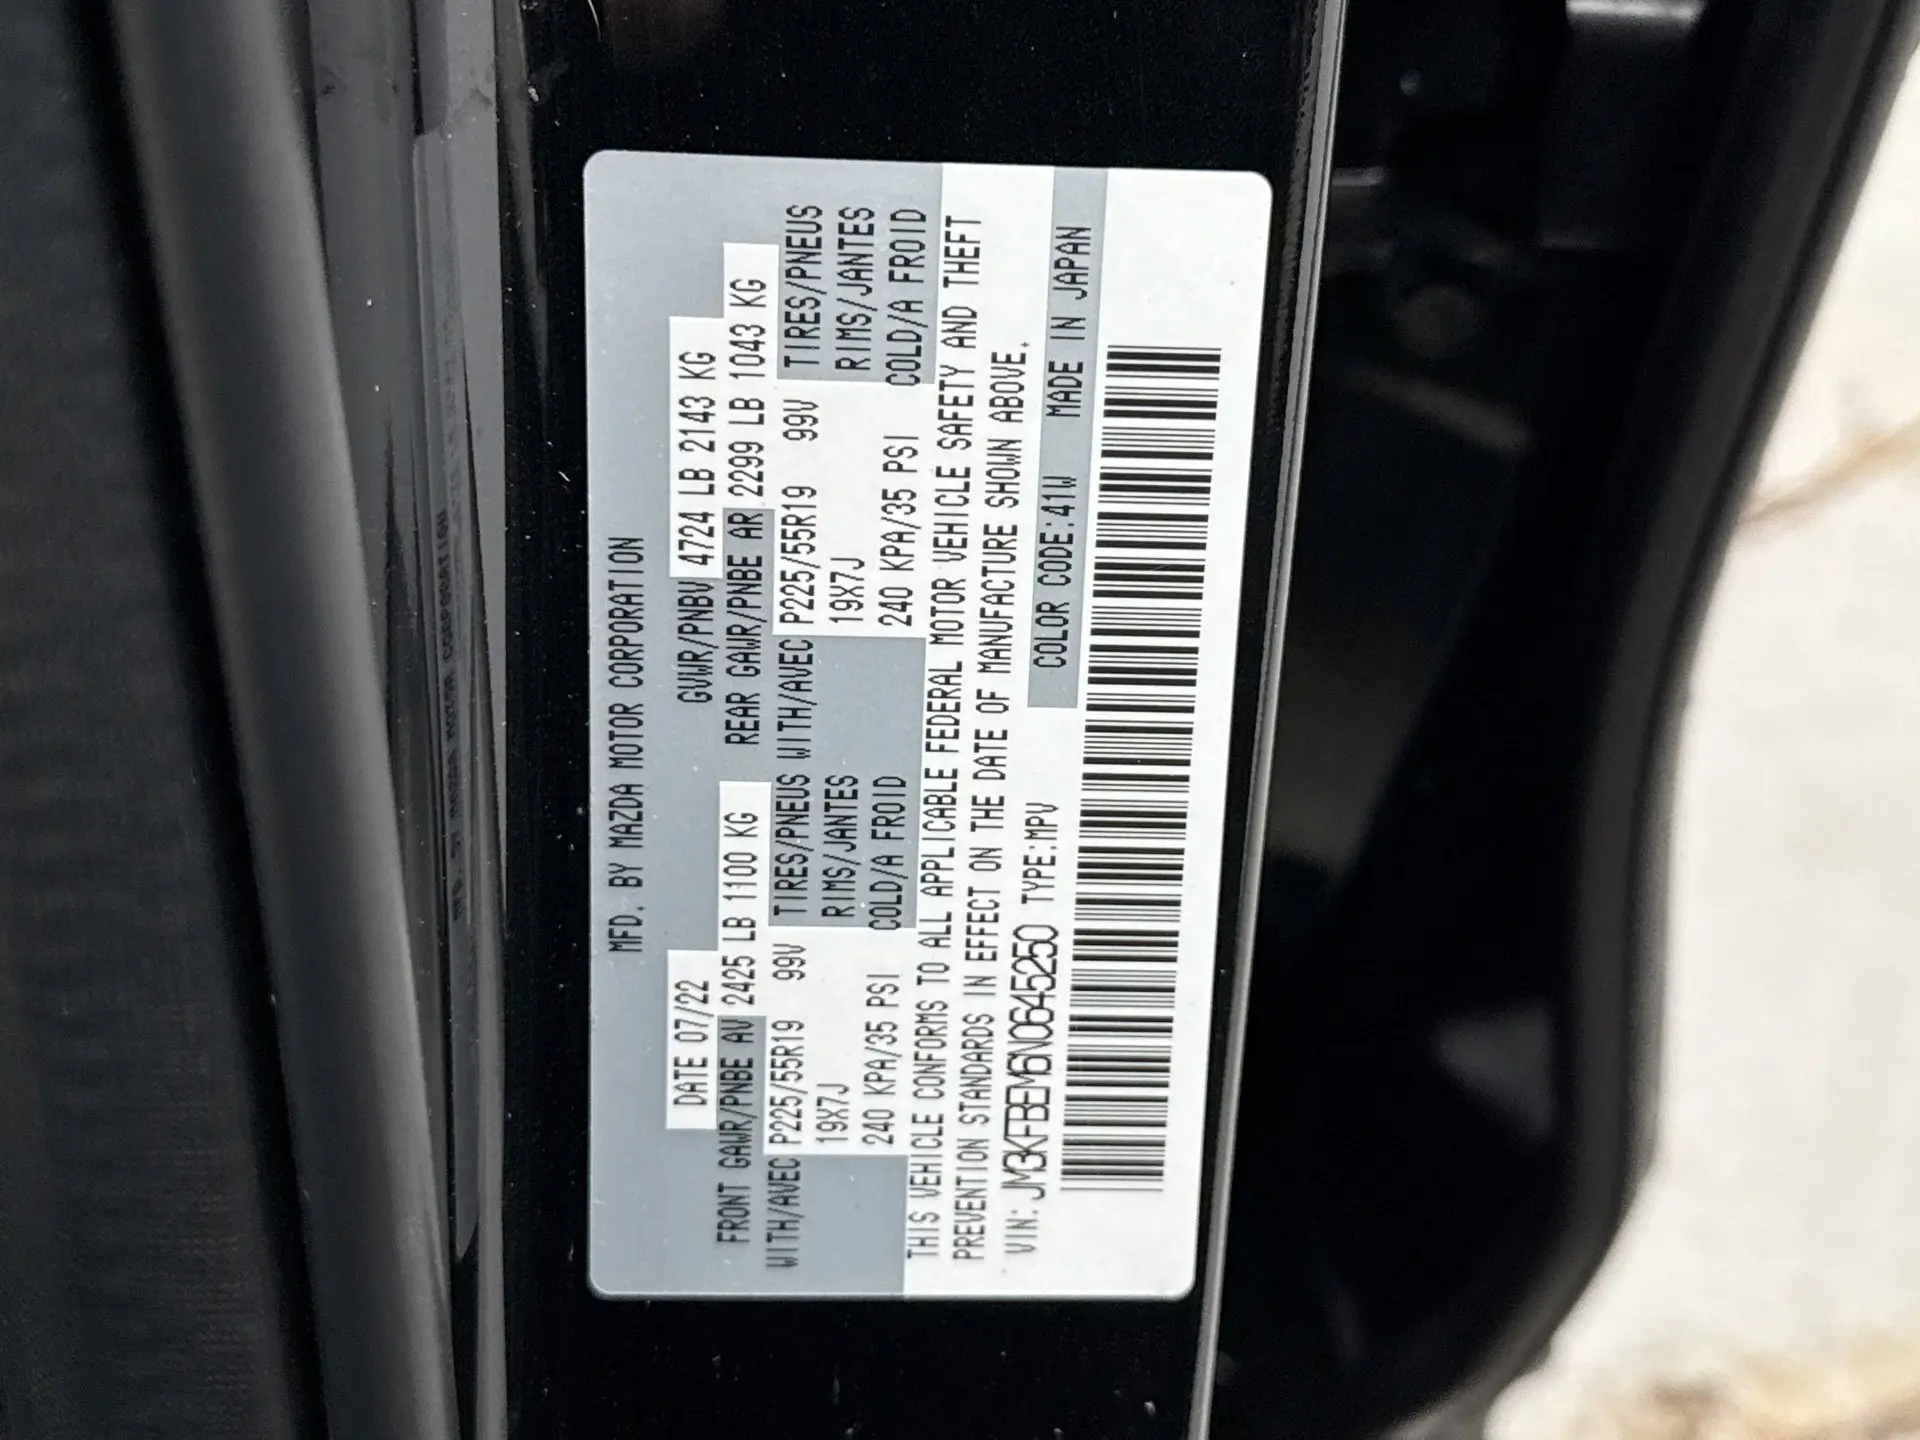 MFD. BY MAZDA MOTOR CORPORATION
DATE 07/22 GVWR/PNBV 4724 LB 2143 KG
FRONT GAWR/PNBE AV 2425 LB 1100 KG REAR GAWR/PNBE AR 2299 LB 1043 KG
WITH/AVEC P225/55R19 99V TIRES/PNEUS WITH/AVEC P225/55R19 99V TIRES/PNEUS
19X7J RIMS/JANTES 19X7J RIMS/JANTES
240 KPA/35 PSI COLD/A FROID 240 KPA/35 PSI COLD/A FROID
THIS VEHICLE CONFORMS TO ALL APPLICABLE FEDERAL MOTOR VEHICLE SAFETY AND THEFT
PREVENTION STANDARDS IN EFFECT ON THE DATE OF MANUFACTURE SHOWN ABOVE.
VIN: JM3KFBEM6N0645250 TYPE:MPV COLOR CODE:41W MADE IN JAPAN